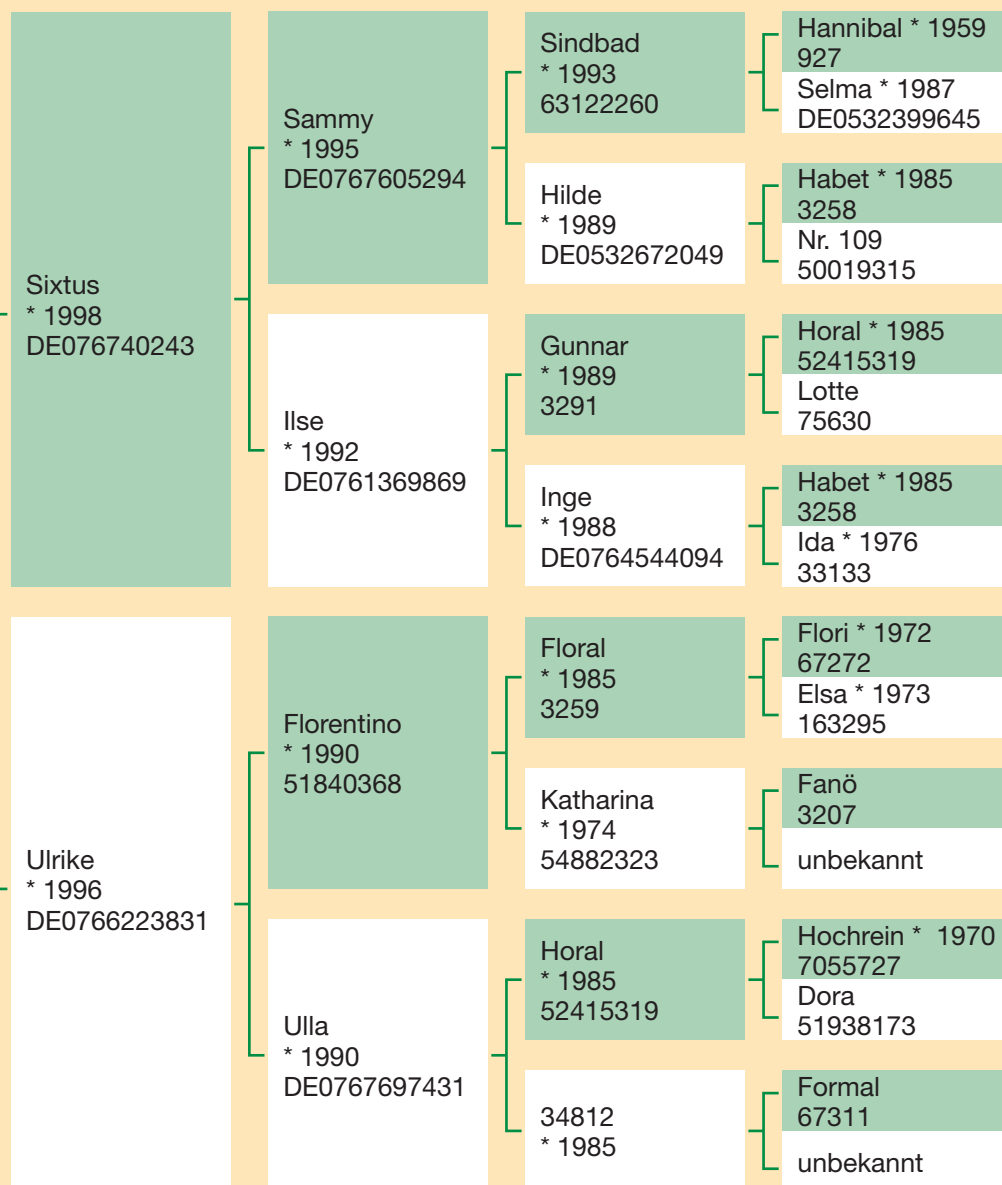 Sixtus
* 1998
DE076740243
Ulrike
* 1996
DE0766223831
Sammy
* 1995
DE0767605294
Ilse
* 1992
DE0761369869
Florentino
* 1990
51840368
Ulla
* 1990
DE0767697431
Sindbad
* 1993
63122260
Hilde
* 1989
DE0532672049
Gunnar
* 1989
3291
Inge
* 1988
DE0764544094
Floral
* 1985
3259
Katharina
* 1974
54882323
Horal
* 1985
52415319
34812
* 1985
Hannibal * 1959
927
Selma * 1987
DE0532399645
Habet * 1985
3258
Nr. 109
50019315
Horal * 1985
52415319
Lotte
75630
Habet * 1985
3258
Ida * 1976
33133
Flori * 1972
67272
Elsa * 1973
163295
Fanö
3207
unbekannt
Hochrein * 1970
7055727
Dora
51938173
Formal
67311
unbekannt